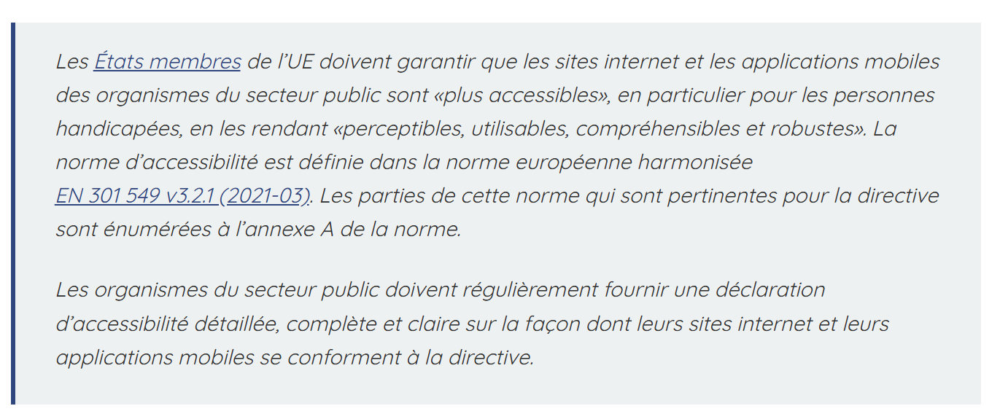 Les États membres de l’UE doivent garantir que les sites internet et les applications mobiles
des organismes du secteur public sont «plus accessibles», en particulier pour les personnes
handicapées, en les rendant «perceptibles, utilisables, compréhensibles et robustes». La
norme d’accessibilité est définie dans la norme européenne harmonisée
EN 301 549 v3.2.1 (2021-03). Les parties de cette norme qui sont pertinentes pour la directive
sont énumérées à l’annexe A de la norme.
Les organismes du secteur public doivent régulièrement fournir une déclaration
d’accessibilité détaillée, complète et claire sur la façon dont leurs sites internet et leurs
applications mobiles se conforment à la directive.